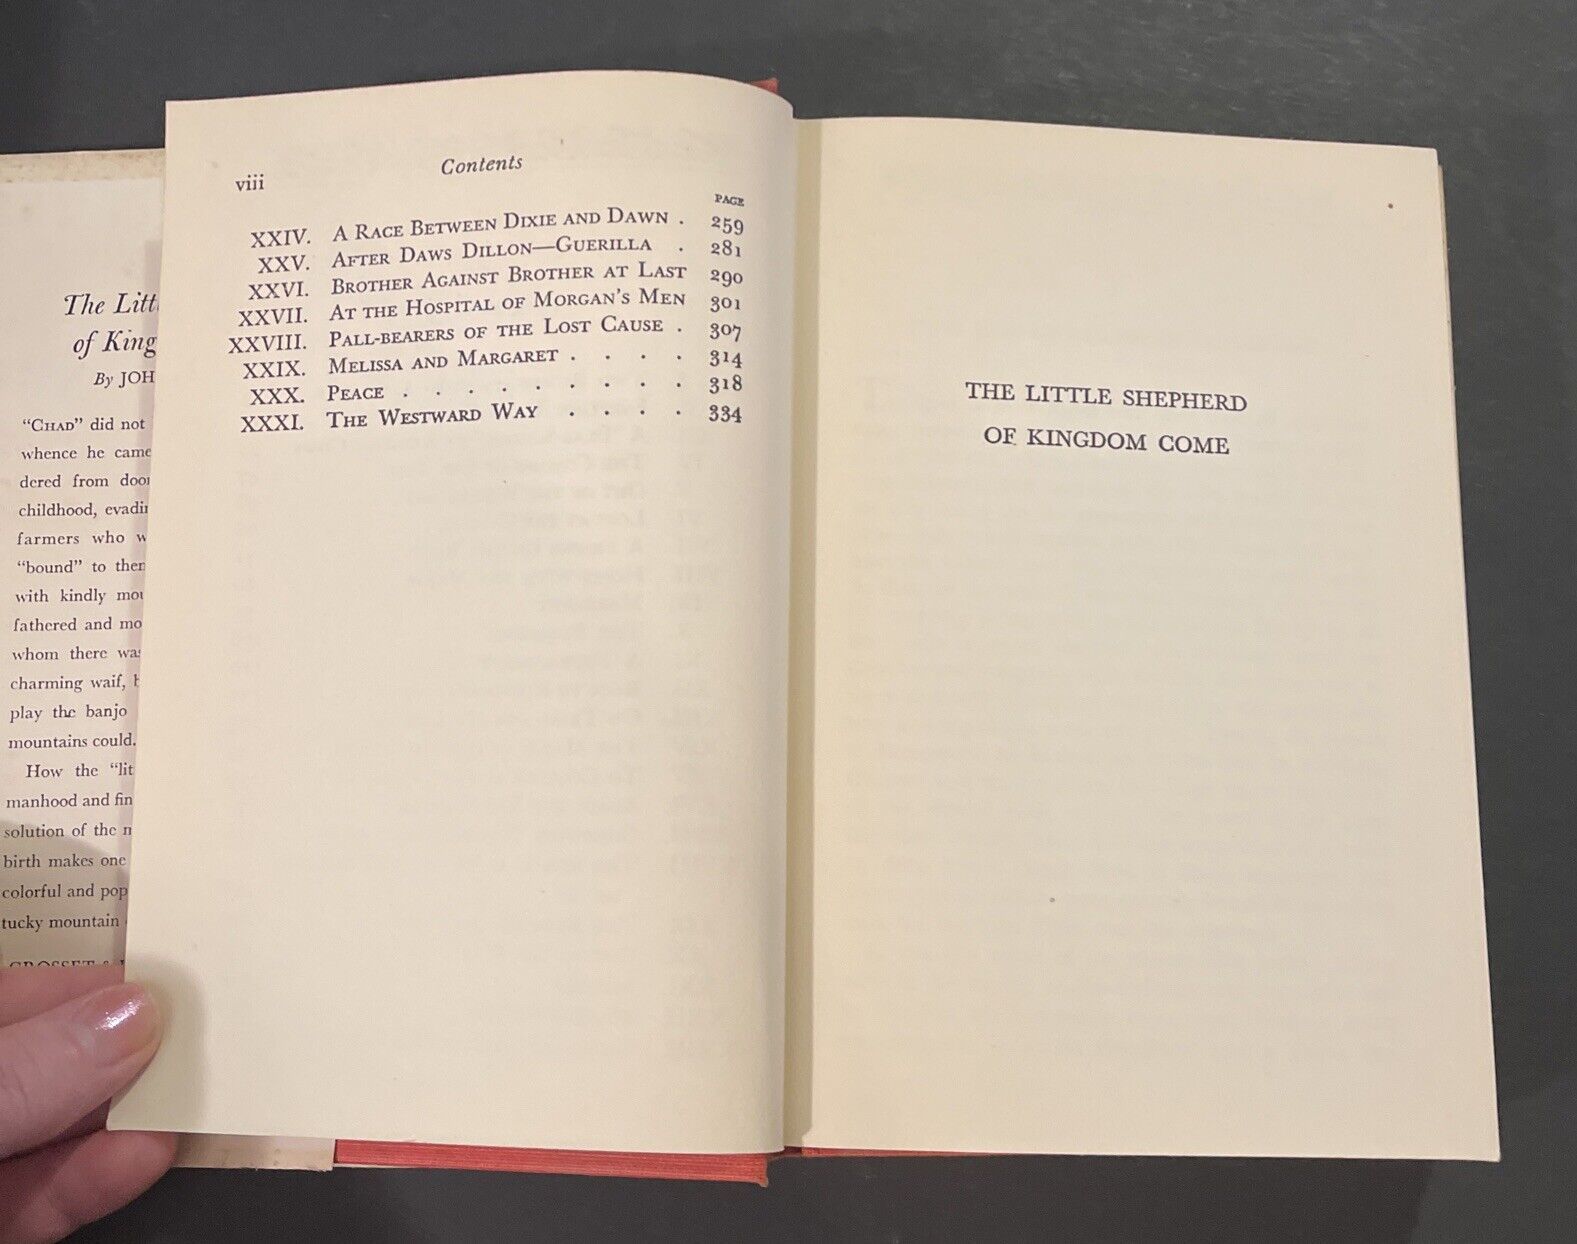 The Litt
of King
By JOH
"CHAD" did not
whence he came
dered from door
childhood, evadin
farmers who w
"bound" to them
with kindly mou
fathered and mo
whom there was
charming waif, b
play the banjo
mountains could.
How the "lit
manhood and fin
solution of the m
birth makes one
colorful and pop
tucky mountain
GROSSET &
viii
Contents
PAGE
XXIV. A RACE BETWEEN DIXIE AND DAWN . 259
XXV. AFTER DAWS DILLON—GUERILLA . 281
XXVI. BROTHER AGAINST BROTHER AT LAST 290
XXVII. AT THE HOSPITAL OF MORGAN'S MEN 301
XXVIII. PALL-BEARERS OF THE LOST CAUSE . 307
XXIX. MELISSA AND MARGARET . . . . 314
XXX. PEACE . . . . . . . . 318
XXXI. THE WESTWARD WAY . . . . 334
THE LITTLE SHEPHERD
OF KINGDOM COME